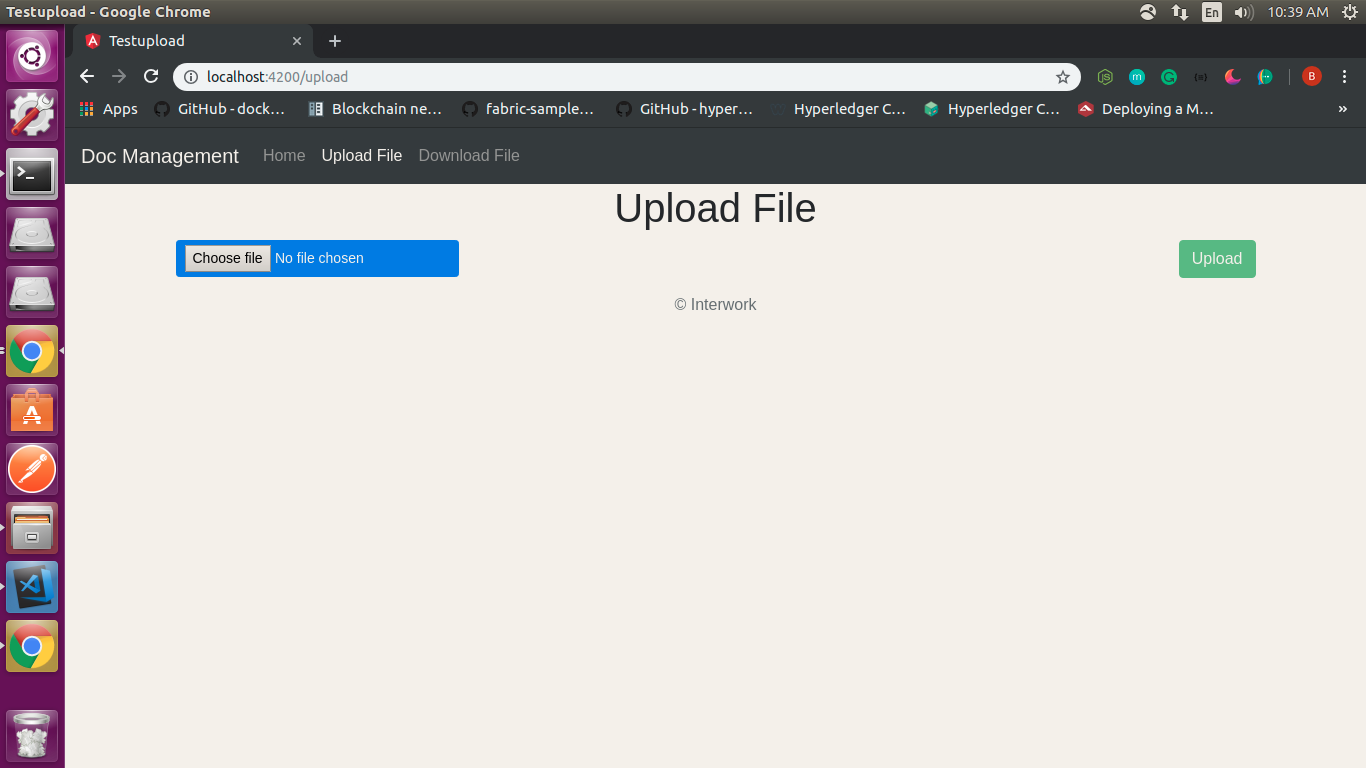 Testupload - Google Chrome
En
10:39 AM
Testupload
localhost:4200/upload
B
Apps
GitHub - dock…
Blockchain ne…
fabric-sample…
GitHub - hyper…
Hyperledger C…
Hyperledger C…
Deploying a M…
»
Doc Management Home Upload File Download File
Upload File
Choose file No file chosen
Upload
© Interwork